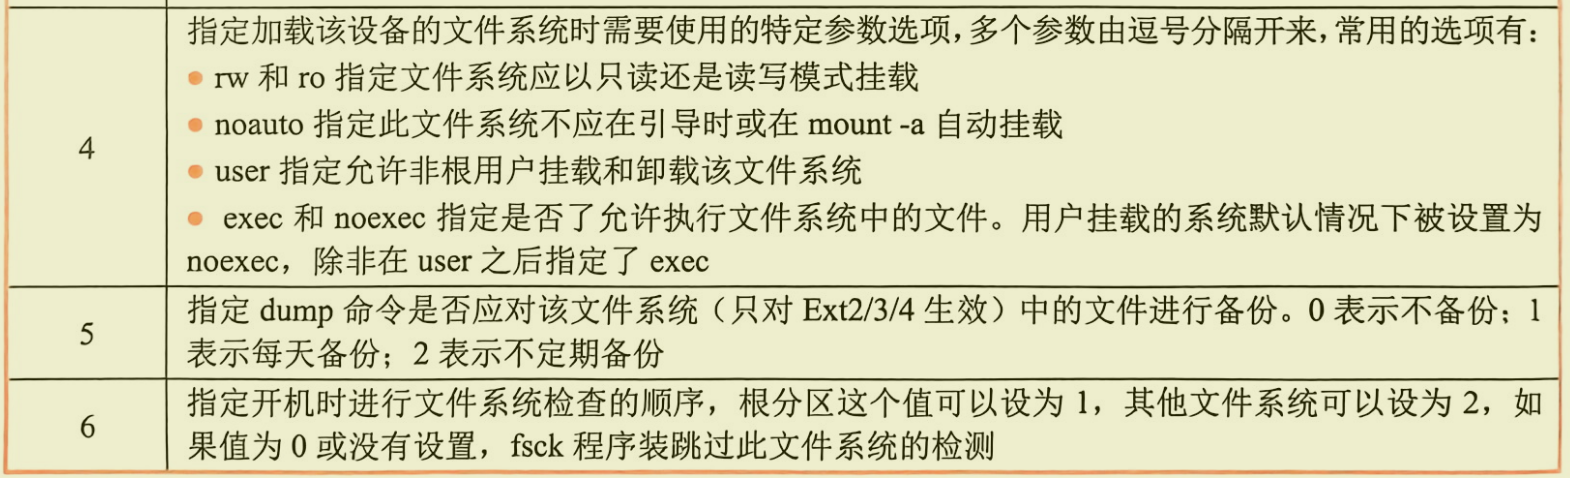 指定加载该设备的文件系统时需要使用的特定参数选项,多个参数由逗号分隔开来,常用的选项有:
4
● rw 和 ro 指定文件系统应以只读还是读写模式挂载
● noauto 指定此文件系统不应在引导时或在 mount -a 自动挂载
● user 指定允许非根用户挂载和卸载该文件系统
● exec 和 noexec 指定是否了允许执行文件系统中的文件。用户挂载的系统默认情况下被设置为
noexec，除非在 user 之后指定了 exec
5
指定 dump 命令是否应对该文件系统（只对 Ext2/3/4 生效）中的文件进行备份。0 表示不备份；1
表示每天备份；2 表示不定期备份
6
指定开机时进行文件系统检查的顺序，根分区这个值可以设为 1，其他文件系统可以设为 2，如
果值为 0 或没有设置，fsck 程序装跳过此文件系统的检测